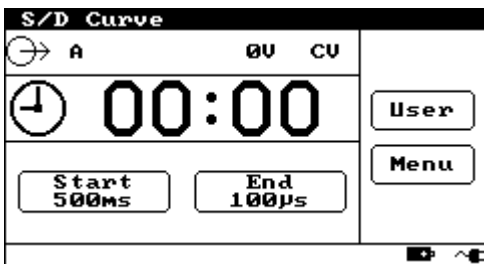 S/D Curve
A 0V CV
00:00
User
Menu
Start
500ms
End
100µs